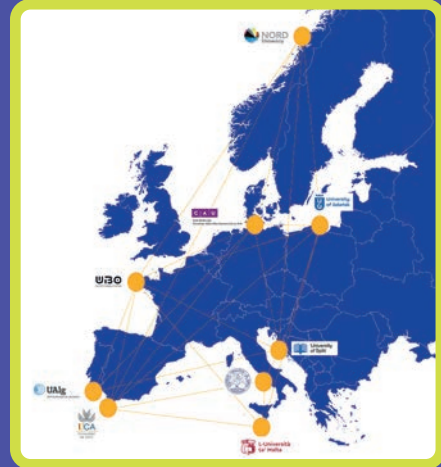 NORD
University
C A U
University
of Gdańsk
UBO
University
of Split
UAlg
UCA
L-Università
ta' Malta